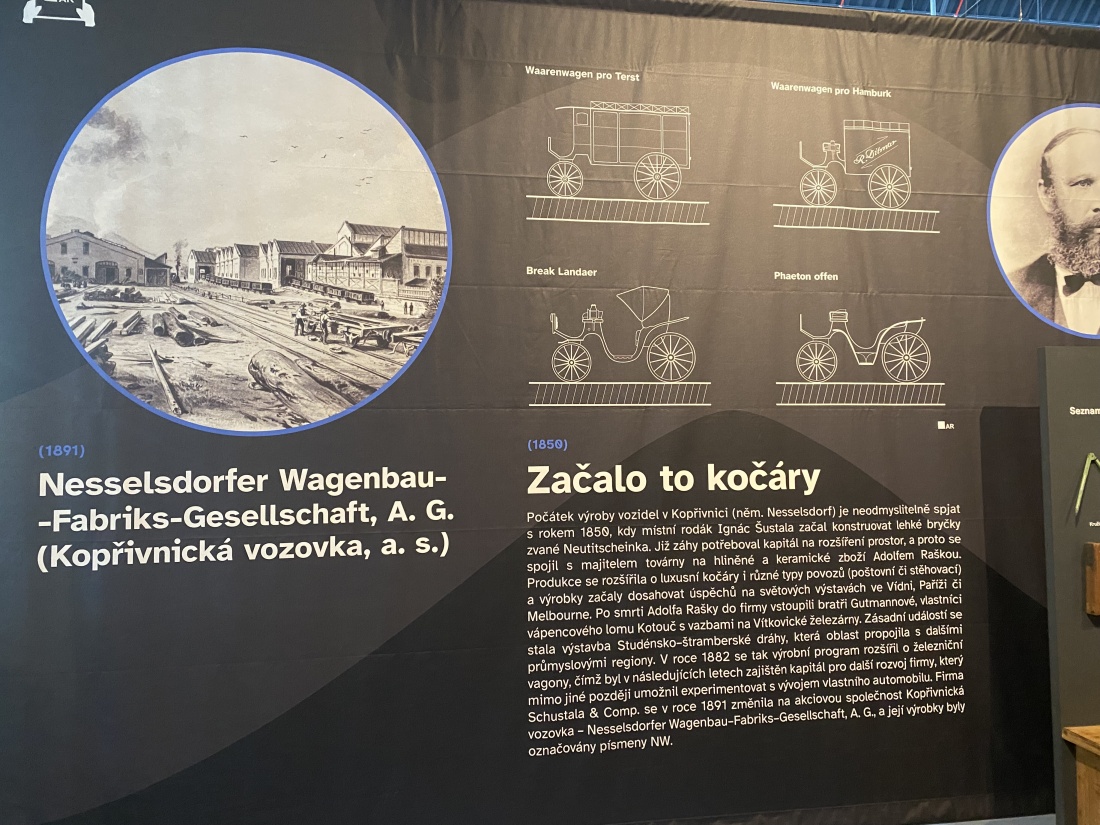 AR
Waarenwagen pro Terst
Waarenwagen pro Hamburk
R. Ditmar
Break Landaer
Phaeton offen
AR
(1891)
Nesselsdorfer Wagenbau-
-Fabriks-Gesellschaft, A. G.
(Kopřivnická vozovka, a. s.)
(1850)
Začalo to kočáry
Počátek výroby vozidel v Kopřivnici (něm. Nesselsdorf) je neodmyslitelně spjat
s rokem 1850, kdy místní rodák Ignác Šustala začal konstruovat lehké bryčky
zvané Neutitscheinka. Již záhy potřeboval kapitál na rozšíření prostor, a proto se
spojil s majitelem továrny na hliněné a keramické zboží Adolfem Raškou.
Produkce se rozšířila o luxusní kočáry i různé typy povozů (poštovní či stěhovací)
a výrobky začaly dosahovat úspěchů na světových výstavách ve Vídni, Paříži či
Melbourne. Po smrti Adolfa Rašky do firmy vstoupili bratři Gutmannové, vlastníci
vápencového lomu Kotouč s vazbami na Vítkovické železárny. Zásadní událostí se
stala výstavba Studénsko–štramberské dráhy, která oblast propojila s dalšími
průmyslovými regiony. V roce 1882 se tak výrobní program rozšířil o železniční
vagony, čímž byl v následujících letech zajištěn kapitál pro další rozvoj firmy, který
mimo jiné později umožnil experimentovat s vývojem vlastního automobilu. Firma
Schustala & Comp. se v roce 1891 změnila na akciovou společnost Kopřivnická
vozovka – Nesselsdorfer Wagenbau–Fabriks–Gesellschaft, A. G., a její výrobky byly
označovány písmeny NW.
Seznam